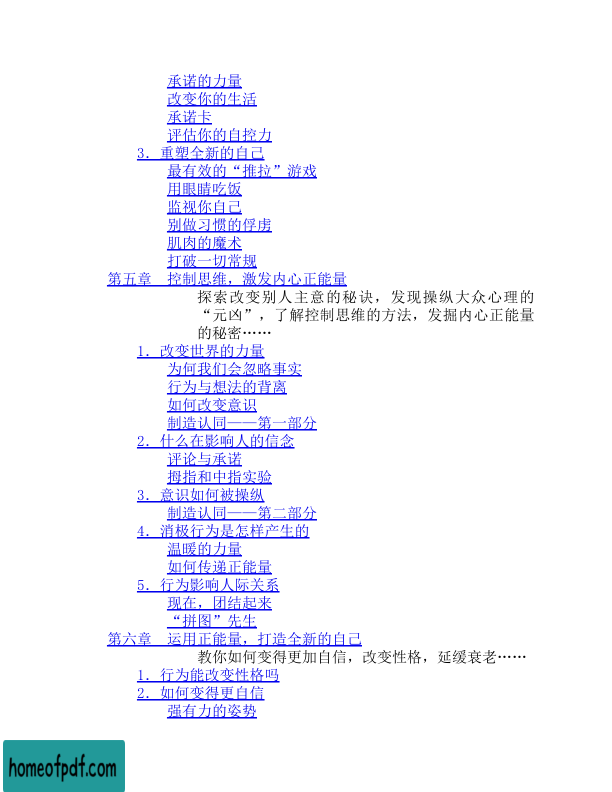 承诺的力量
改变你的生活
承诺卡
评估你的自控力
3．重塑全新的自己
最有效的“推拉”游戏
用眼睛吃饭
监视你自己
别做习惯的俘虏
肌肉的魔术
打破一切常规
第五章　控制思维，激发内心正能量
探索改变别人主意的秘诀，发现操纵大众心理的
“元凶”，了解控制思维的方法，发掘内心正能量
的秘密……
1．改变世界的力量
为何我们会忽略事实
行为与想法的背离
如何改变意识
制造认同——第一部分
2．什么在影响人的信念
评论与承诺
拇指和中指实验
3．意识如何被操纵
制造认同——第二部分
4．消极行为是怎样产生的
温暖的力量
如何传递正能量
5．行为影响人际关系
现在，团结起来
“拼图”先生
第六章　运用正能量，打造全新的自己
教你如何变得更加自信，改变性格，延缓衰老……
1．行为能改变性格吗
2．如何变得更自信
强有力的姿势
homeofpdf.com